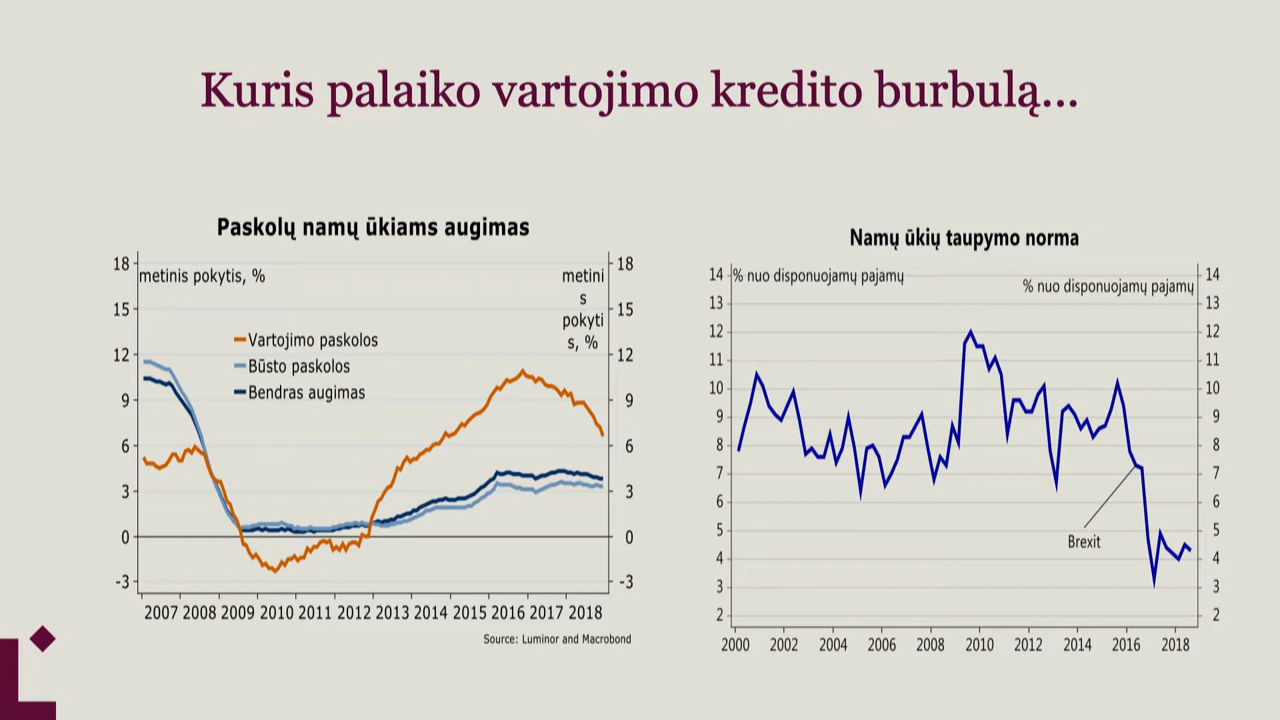 Kuris palaiko vartojimo kredito burbulą...
Paskolų namų ūkiams augimas
metinis pokytis, %
metini
s
pokyti
s, %
18
15
12
9
6
3
0
-3
18
15
12
9
6
3
0
-3
Vartojimo paskolos
Būsto paskolos
Bendras augimas
2007 2008 2009 2010 2011 2012 2013 2014 2015 2016 2017 2018
Source: Luminor and Macrobond
Namų ūkių taupymo norma
% nuo disponuojamų pajamų
% nuo disponuojamų pajamų
14
13
12
11
10
9
8
7
6
5
4
3
2
14
13
12
11
10
9
8
7
6
5
4
3
2
Brexit
2000 2002 2004 2006 2008 2010 2012 2014 2016 2018